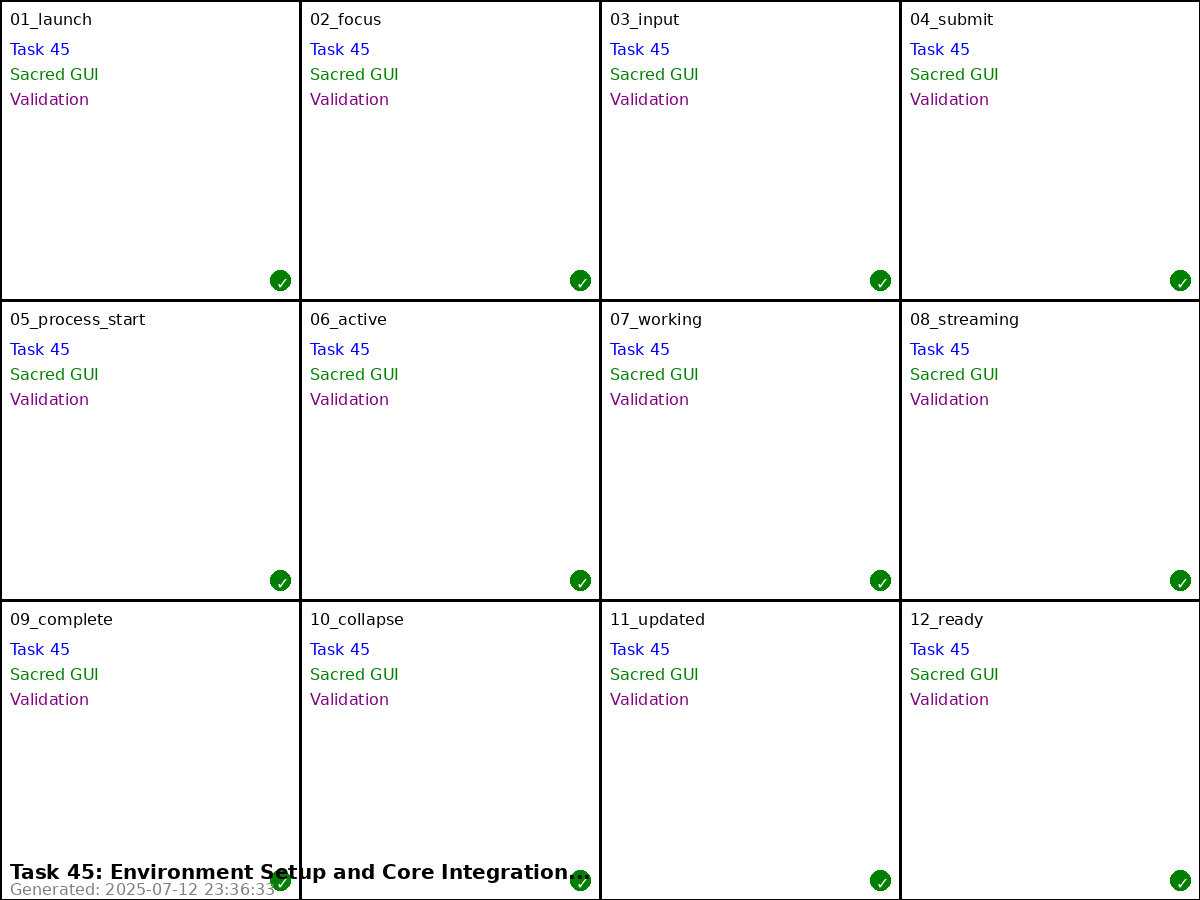 01_launch
Task 45
Sacred GUI
Validation
✓
02_focus
Task 45
Sacred GUI
Validation
✓
03_input
Task 45
Sacred GUI
Validation
✓
04_submit
Task 45
Sacred GUI
Validation
✓
05_process_start
Task 45
Sacred GUI
Validation
✓
06_active
Task 45
Sacred GUI
Validation
✓
07_working
Task 45
Sacred GUI
Validation
✓
08_streaming
Task 45
Sacred GUI
Validation
✓
09_complete
Task 45
Sacred GUI
Validation
✓
10_collapse
Task 45
Sacred GUI
Validation
✓
11_updated
Task 45
Sacred GUI
Validation
✓
12_ready
Task 45
Sacred GUI
Validation
✓
Task 45: Environment Setup and Core Integration...
Generated: 2025-07-12 23:36:33